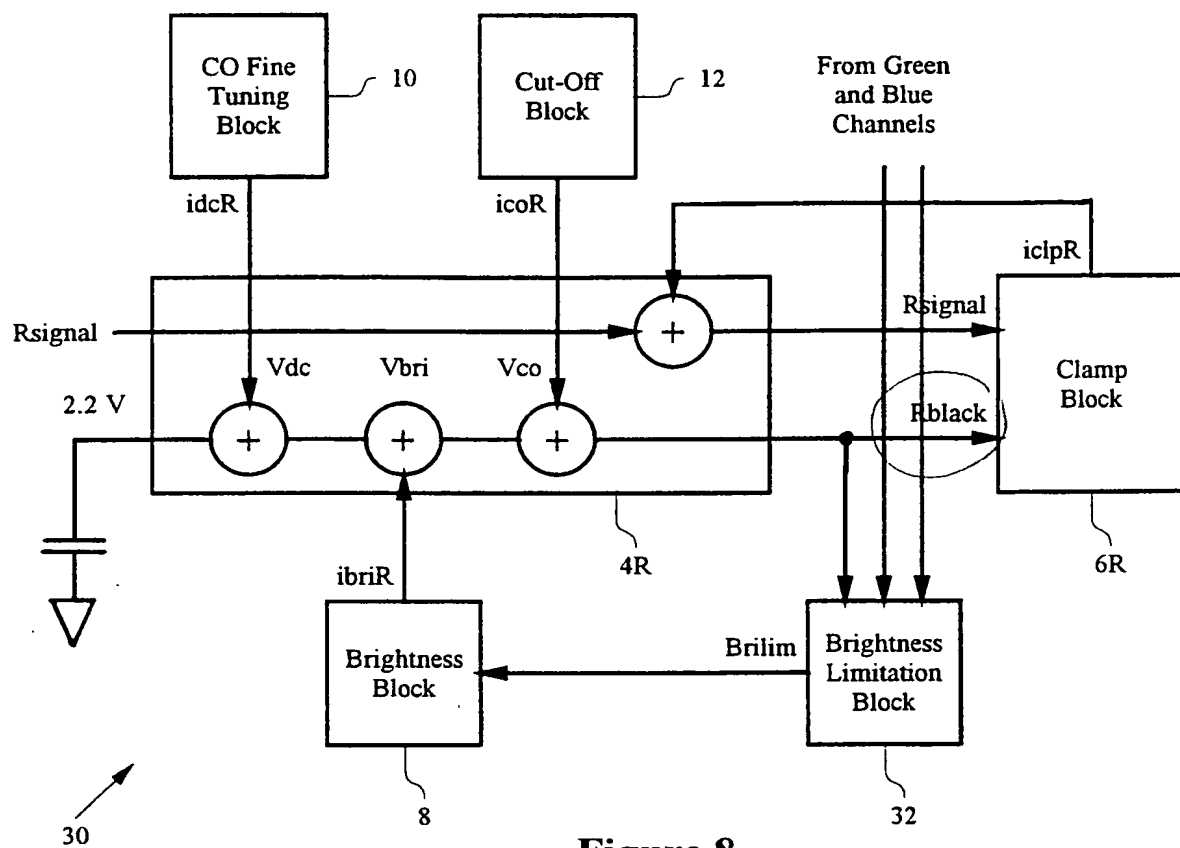 CO Fine
Tuning
Block
10
Cut-Off
Block
12
From Green
and Blue
Channels
idcR
icoR
iclpR
Rsignal
Rsignal
Vdc
Vbri
Vco
2.2 V
Rblack
Clamp
Block
+
+
+
+
4R
6R
ibriR
Brilim
Brightness
Block
Brightness
Limitation
Block
8
32
30